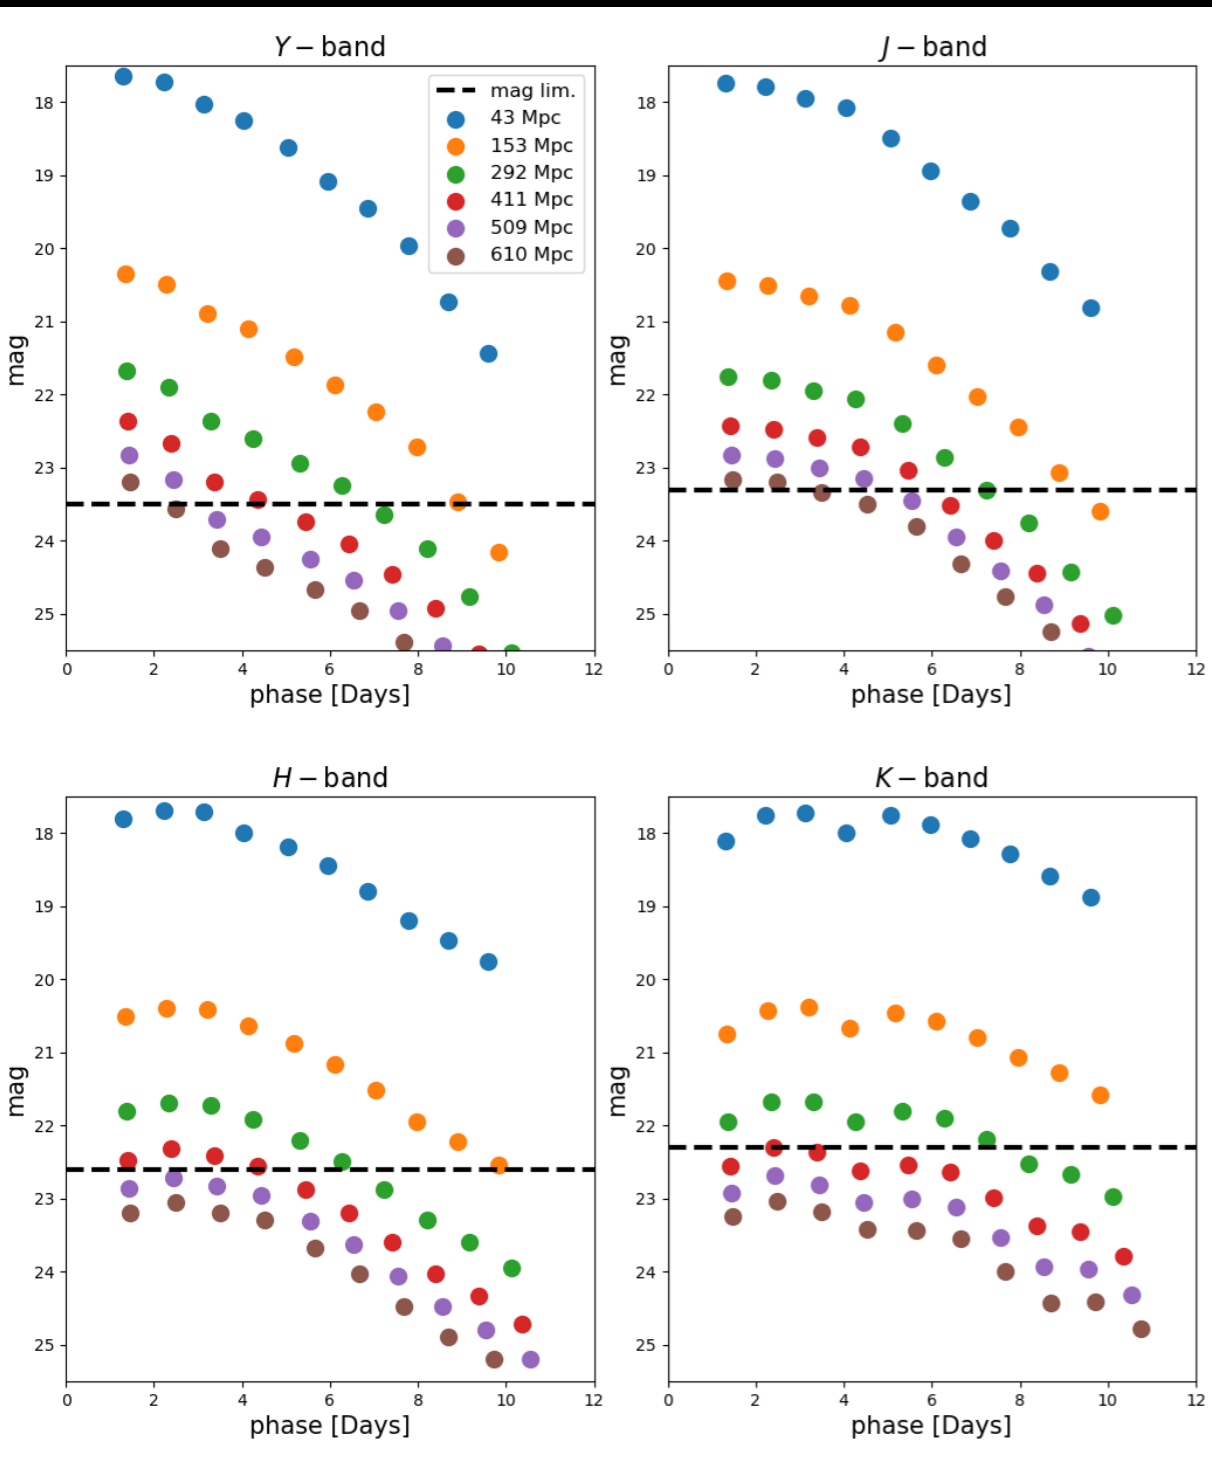 Y − band
mag lim.
43 Mpc
153 Mpc
292 Mpc
411 Mpc
509 Mpc
610 Mpc
18
19
20
21
22
23
24
25
mag
0 2 4 6 8 10 12
phase [Days]
J − band
18
19
20
21
22
23
24
25
mag
0 2 4 6 8 10 12
phase [Days]
H − band
18
19
20
21
22
23
24
25
mag
0 2 4 6 8 10 12
phase [Days]
K − band
18
19
20
21
22
23
24
25
mag
0 2 4 6 8 10 12
phase [Days]